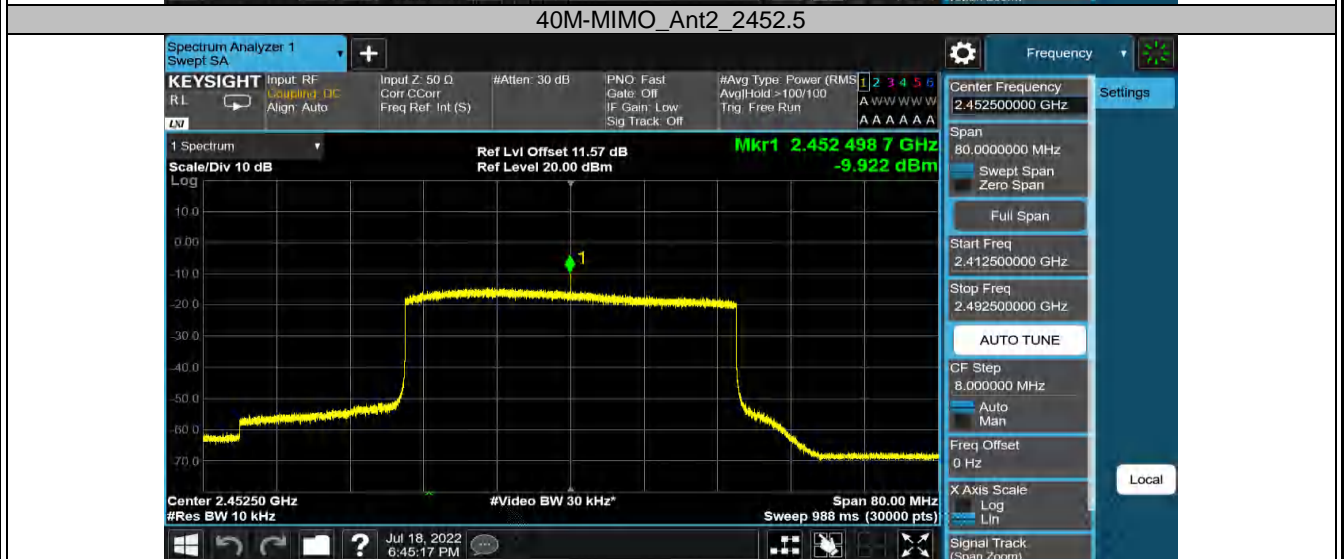 40M-MIMO_Ant2_2452.5
Spectrum Analyzer 1
Swept SA
Frequency
KEYSIGHT
RL
LXI
Input: RF
Coupling: DC
Align: Auto
Input Z: 50 Ω
Corr CCorr
Freq Ref: Int (S)
#Atten: 30 dB
PNO: Fast
Gate: Off
IF Gain: Low
Sig Track: Off
#Avg Type: Power (RMS
Avg|Hold:>100/100
Trig: Free Run
1 2 3 4 5 6
A W W W W W
A A A A A A
1 Spectrum
Scale/Div 10 dB
Log
Ref Lvl Offset 11.57 dB
Ref Level 20.00 dBm
Mkr1 2.452 498 7 GHz
-9.922 dBm
10.0
0.00
-10.0
-20.0
-30.0
-40.0
-50.0
-60.0
-70.0
1
Center 2.45250 GHz
#Res BW 10 kHz
#Video BW 30 kHz*
Span 80.00 MHz
Sweep 988 ms (30000 pts)
?
Jul 18, 2022
6:45:17 PM
Center Frequency
2.452500000 GHz
Settings
Span
80.0000000 MHz
Swept Span
Zero Span
Full Span
Start Freq
2.412500000 GHz
Stop Freq
2.492500000 GHz
AUTO TUNE
CF Step
8.000000 MHz
Auto
Man
Freq Offset
0 Hz
X Axis Scale
Log
Lin
Local
Signal Track
(Span Zoom)